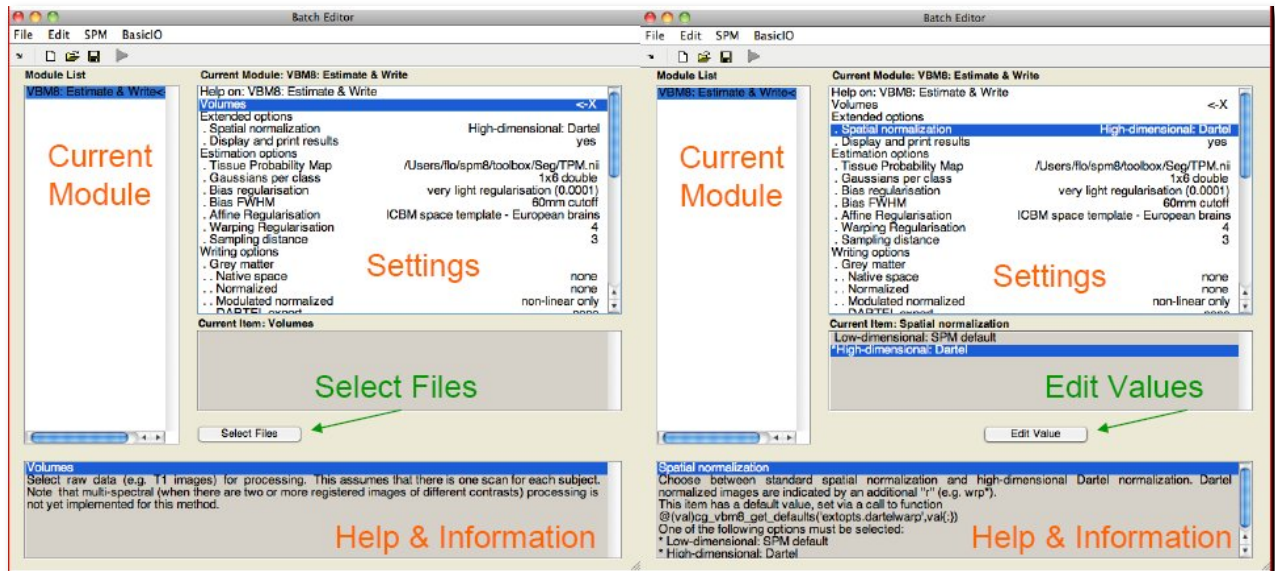 Batch Editor
File Edit SPM BasicIO
Module List
VBM8: Estimate & Write<-
Current Module
Current Module: VBM8: Estimate & Write
Help on: VBM8: Estimate & Write
Volumes <-X
Extended options
. Spatial normalization High-dimensional: Dartel
. Display and print results yes
Estimation options
. Tissue Probability Map /Users/flo/spm8/toolbox/Seg/TPM.nii
. Gaussians per class 1x6 double
. Bias regularisation very light regularisation (0.0001)
. Bias FWHM 60mm cutoff
. Affine Regularisation ICBM space template - European brains
. Warping Regularisation 4
. Sampling distance 3
Writing options
. Grey matter
. . Native space none
. . Normalized none
. . Modulated normalized non-linear only
. . DARTEL export none
Settings
Current Item: Volumes
Select Files
Select Files
Volumes
Select raw data (e.g. T1 images) for processing. This assumes that there is one scan for each subject.
Note that multi-spectral (when there are two or more registered images of different contrasts) processing is
not yet implemented for this method.
Help & Information
Batch Editor
File Edit SPM BasicIO
Module List
VBM8: Estimate & Write<
Current Module
Current Module: VBM8: Estimate & Write
Help on: VBM8: Estimate & Write
Volumes <-X
Extended options
. Spatial normalization High-dimensional: Dartel
. Display and print results yes
Estimation options
. Tissue Probability Map /Users/flo/spm8/toolbox/Seg/TPM.nii
. Gaussians per class 1x6 double
. Bias regularisation very light regularisation (0.0001)
. Bias FWHM 60mm cutoff
. Affine Regularisation ICBM space template - European brains
. Warping Regularisation 4
. Sampling distance 3
Writing options
. Grey matter
. . Native space none
. . Normalized none
. . Modulated normalized non-linear only
. . DARTEL export none
Settings
Current Item: Spatial normalization
Low-dimensional: SPM default
*High-dimensional: Dartel
Edit Values
Edit Value
Spatial normalization
Choose between standard spatial normalization and high-dimensional Dartel normalization. Dartel
normalized images are indicated by an additional "r" (e.g. wrp*).
This item has a default value, set via a call to function
@(val)cg_vbm8_get_defaults('extopts.dartelwarp',val{:})
One of the following options must be selected:
* Low-dimensional: SPM default
* High-dimensional: Dartel
Help & Information